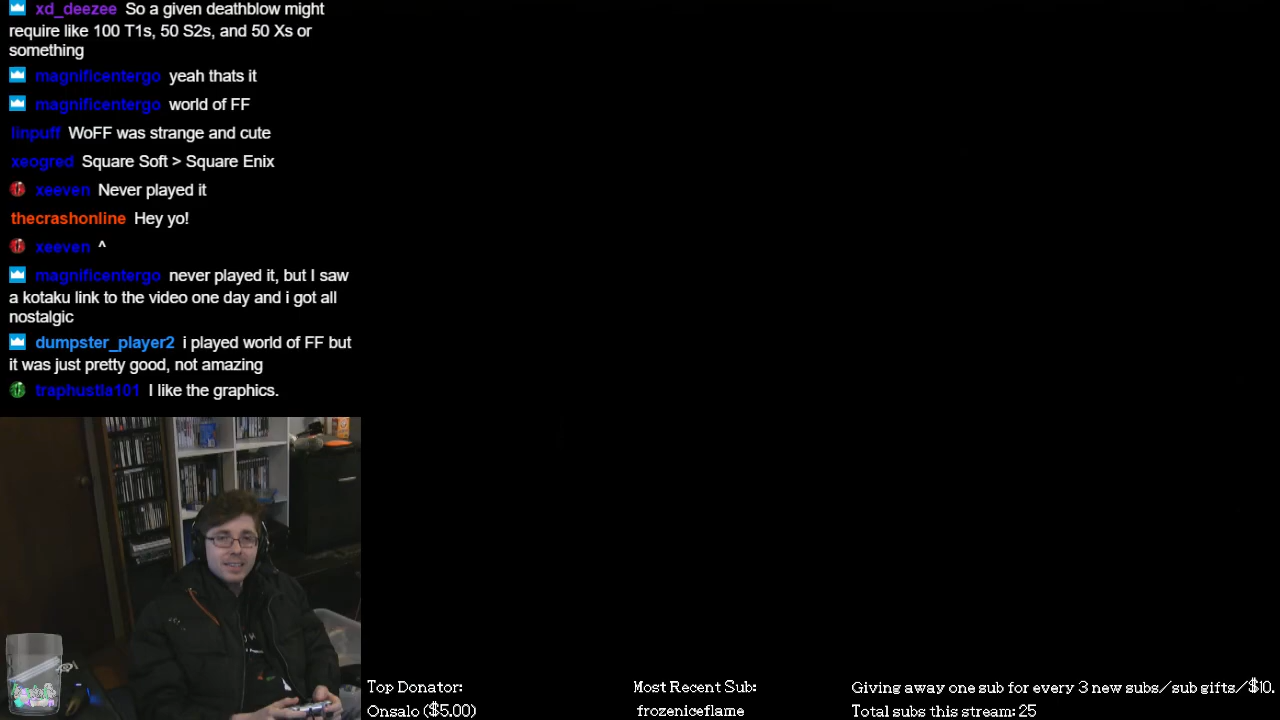 xd_deezee So a given deathblow might
require like 100 T1s, 50 S2s, and 50 Xs or
something
magnificentergo yeah thats it
magnificentergo world of FF
linpuff WoFF was strange and cute
xeogred Square Soft > Square Enix
xeeven Never played it
thecrashonline Hey yo!
xeeven ^
magnificentergo never played it, but I saw
a kotaku link to the video one day and i got all
nostalgic
dumpster_player2 i played world of FF but
it was just pretty good, not amazing
traphustla101 I like the graphics.
Top Donator:
Onsalo ($5.00)
Most Recent Sub:
frozeniceflame
Giving away one sub for every 3 new subs/sub gifts/$10.
Total subs this stream: 25